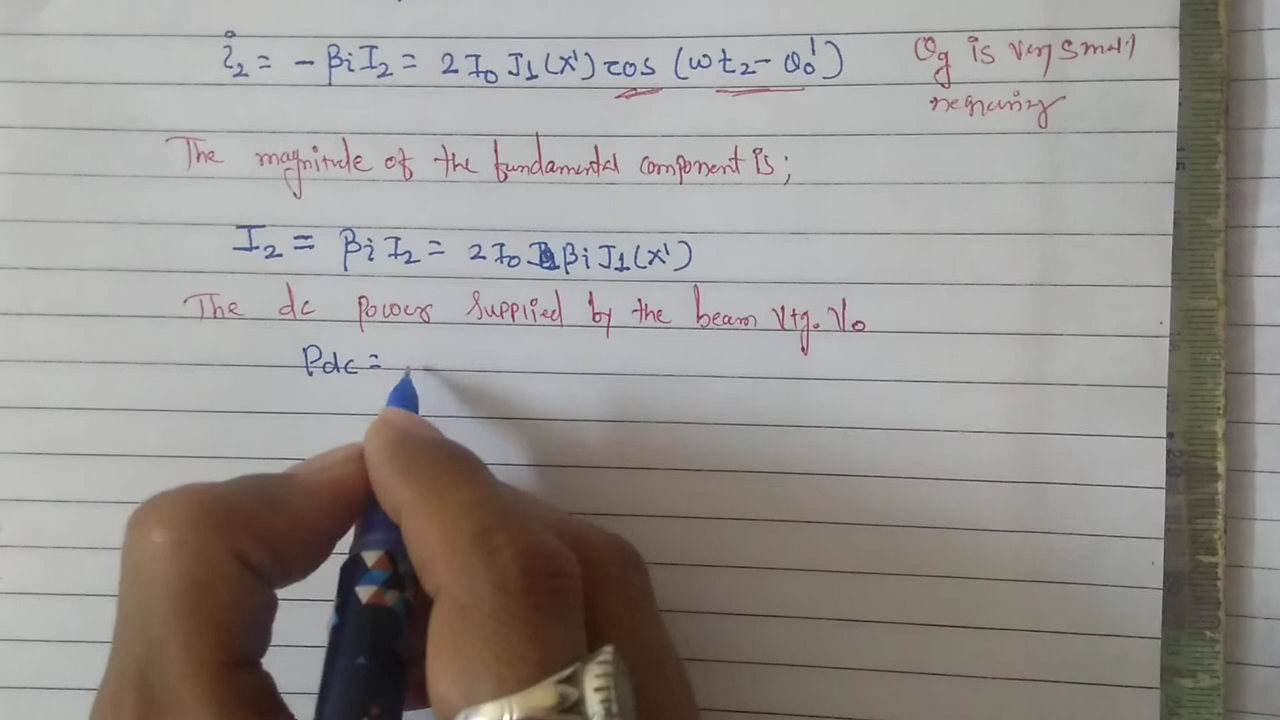 i₂ = - βi I₂ = 2 I₀ J1(X') cos (ωt₂ - θ₀') θg is very small
The magnitude of the fundamental component is;
I₂ = βi I₂ = 2 I₀ βi J1(X')
The dc power supplied by the beam Vtg. V₀
Pdc =